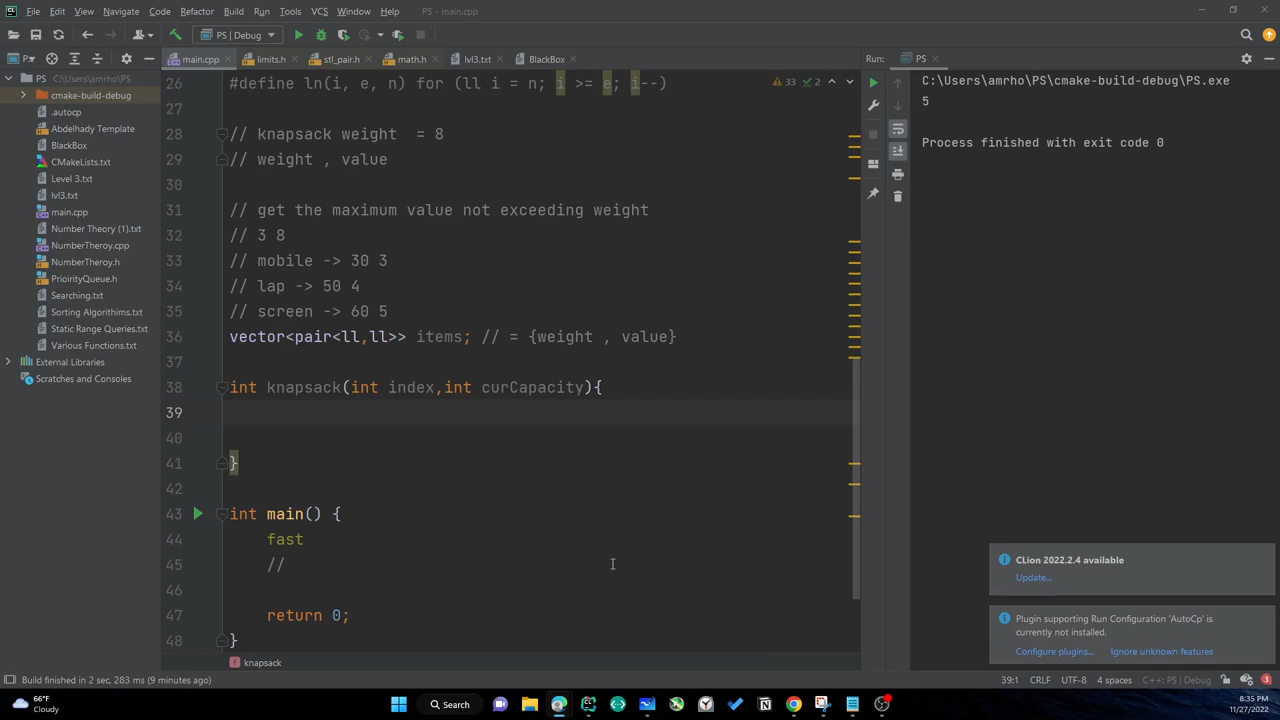 File Edit View Navigate Code Refactor Build Run Tools VCS Window Help PS - main.cpp
PS | Debug
P... main.cpp limits.h stl_pair.h math.h lvl3.txt BlackBox Run: PS
PS C:\Users\amrho\PS
cmake-build-debug
.autocp
Abdelhady Template
BlackBox
CMakeLists.txt
Level 3.txt
lvl3.txt
main.cpp
Number Theory (1).txt
NumberTheroy.cpp
NumberTheroy.h
PrioirityQueue.h
Searching.txt
Sorting Algorithims.txt
Static Range Queries.txt
Various Functions.txt
External Libraries
Scratches and Consoles
33 2
26 #define ln(i, e, n) for (ll i = n; i >= e; i--)
27
28 // knapsack weight  = 8
29 // weight , value
30
31 // get the maximum value not exceeding weight
32 // 3 8
33 // mobile -> 30 3
34 // lap -> 50 4
35 // screen -> 60 5
36 vector<pair<ll,ll>> items; // = {weight , value}
37
38 int knapsack(int index,int curCapacity){
39
40
41 }
42
43 int main() {
44 fast
45 //
46
47 return 0;
48 }
knapsack
C:\Users\amrho\PS\cmake-build-debug\PS.exe
5
Process finished with exit code 0
CLion 2022.2.4 available
Update...
Plugin supporting Run Configuration 'AutoCp' is
currently not installed.
Configure plugins... Ignore unknown features
Build finished in 2 sec, 283 ms (9 minutes ago) 39:1 CRLF UTF-8 4 spaces C++: PS | Debug
66°F
Cloudy
Search
8:35 PM
11/27/2022